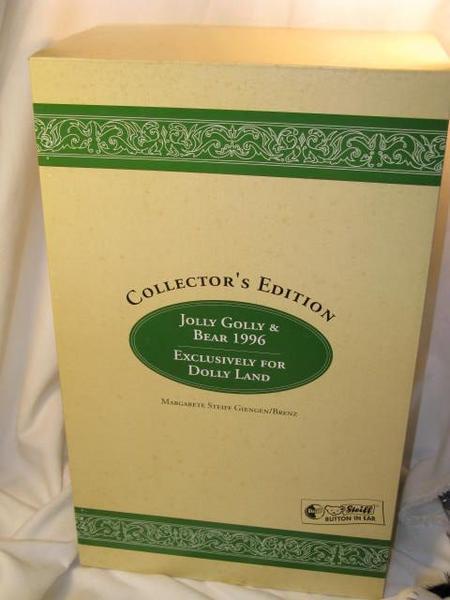 COLLECTOR'S EDITION
JOLLY GOLLY &
BEAR 1996
EXCLUSIVELY FOR
DOLLY LAND
MARGARETE STEIFF GIENGEN/BRENZ
Steiff
BUTTON IN EAR